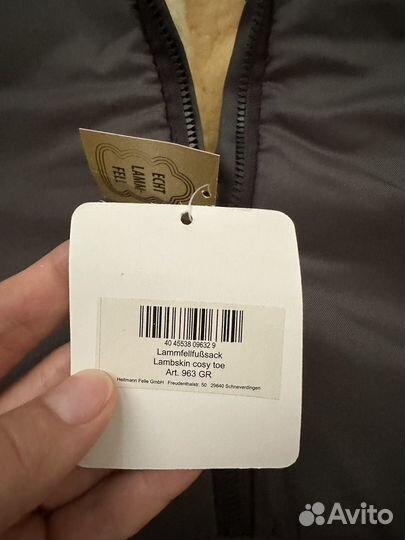 ECHT
LAMM-
FELL
40 45538 09632 9
Lammfellfußsack
Lambskin cosy toe
Art. 963 GR
Heitmann Felle GmbH Freudenthalstr. 50 29640 Schneverdingen
Avito